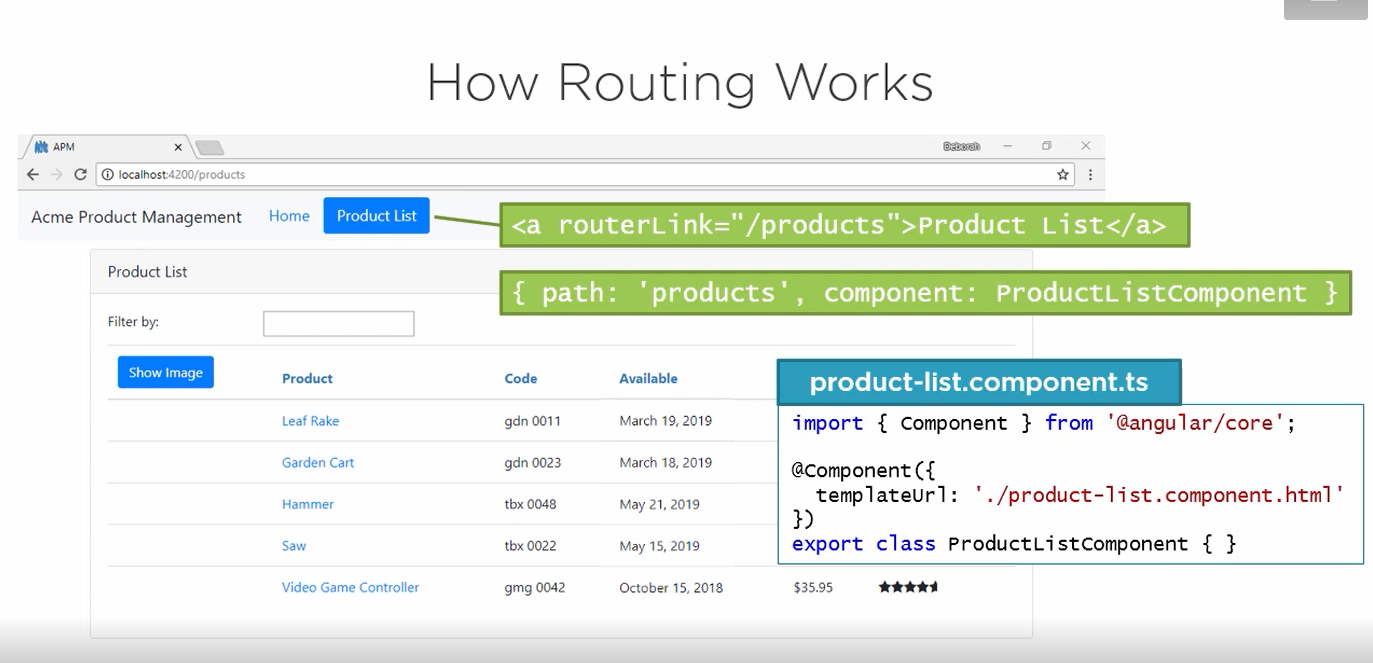 How Routing Works
APM
Deborah
localhost:4200/products
Acme Product Management Home Product List
<a routerLink="/products">Product List</a>
Product List
{ path: 'products', component: ProductListComponent }
Filter by:
Show Image Product Code Available
Leaf Rake gdn 0011 March 19, 2019
Garden Cart gdn 0023 March 18, 2019
Hammer tbx 0048 May 21, 2019
Saw tbx 0022 May 15, 2019
Video Game Controller gmg 0042 October 15, 2018 $35.95
product-list.component.ts
import { Component } from '@angular/core';
@Component({
templateUrl: './product-list.component.html'
})
export class ProductListComponent { }